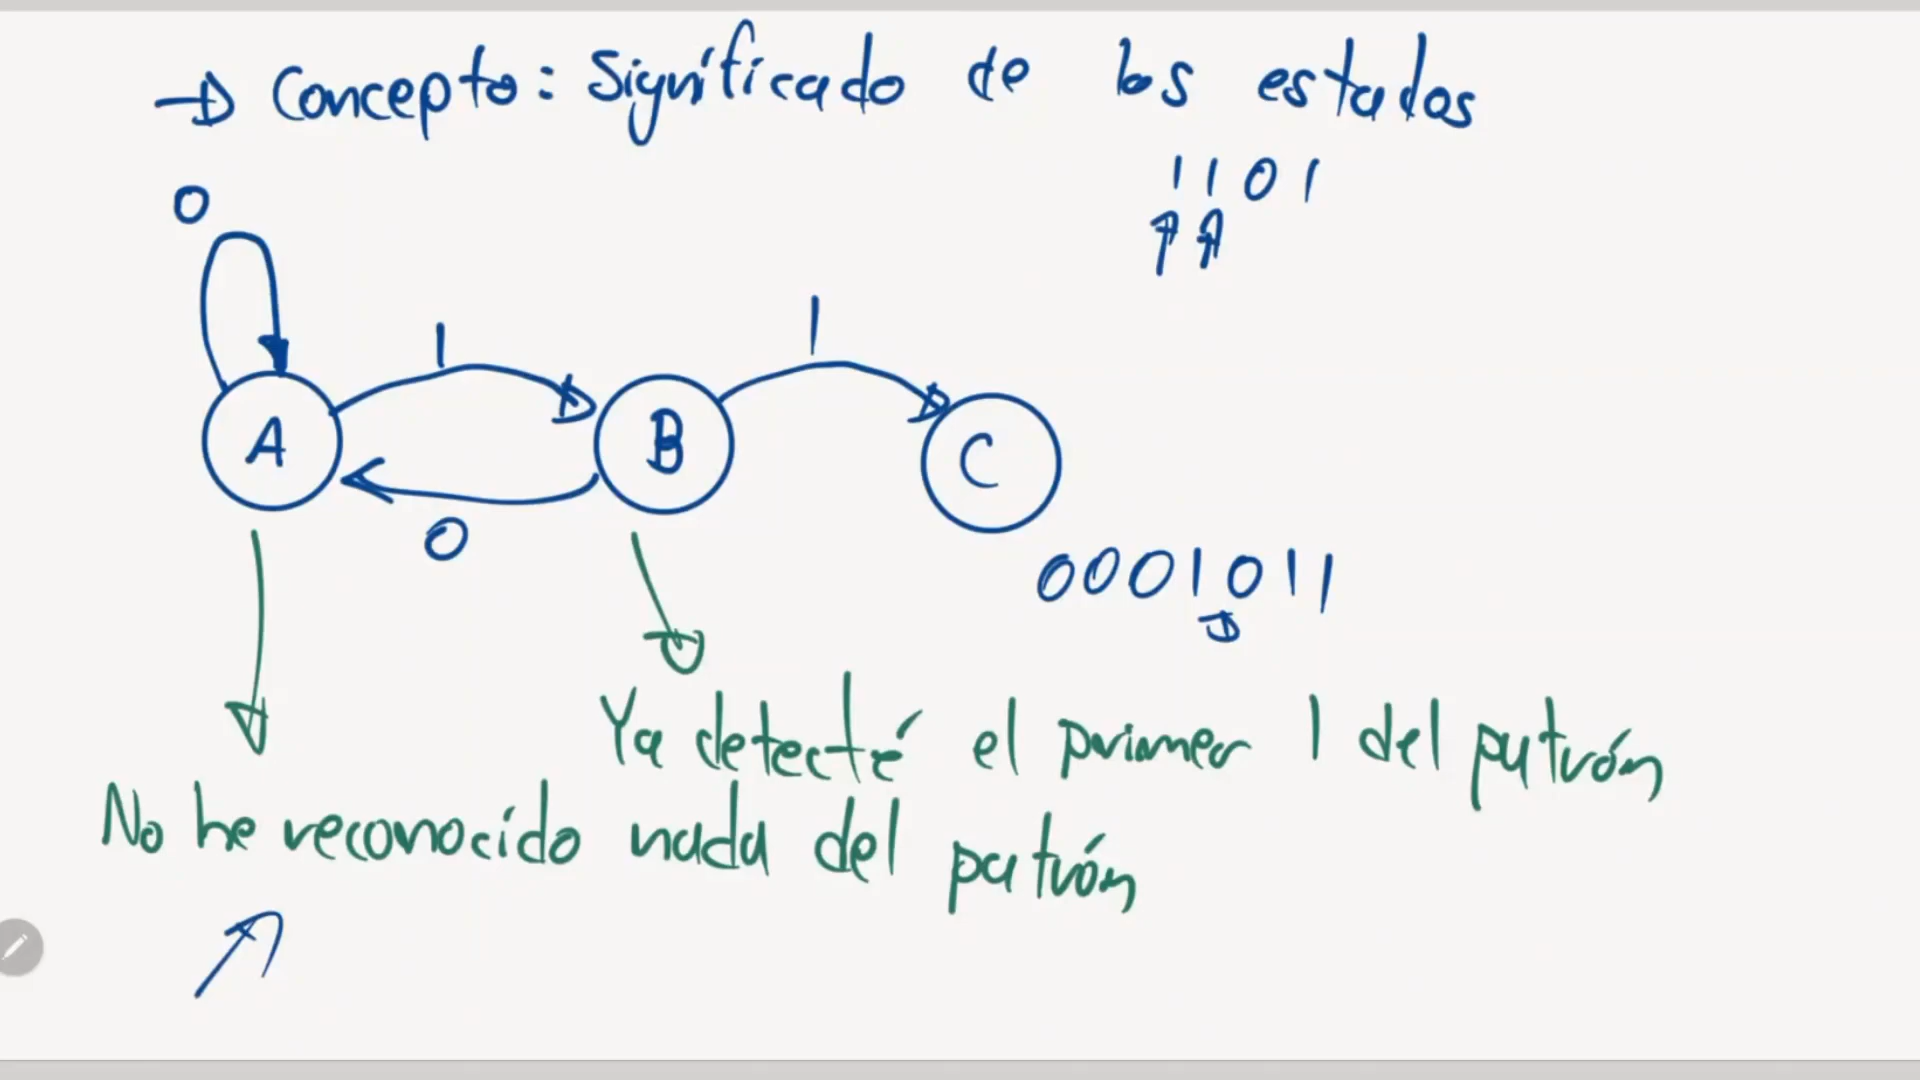 Concepto: Significado de los estados
1101
0
1
1
A
B
C
0
0001011
Ya detecté el primer 1 del patrón
No he reconocido nada del patrón